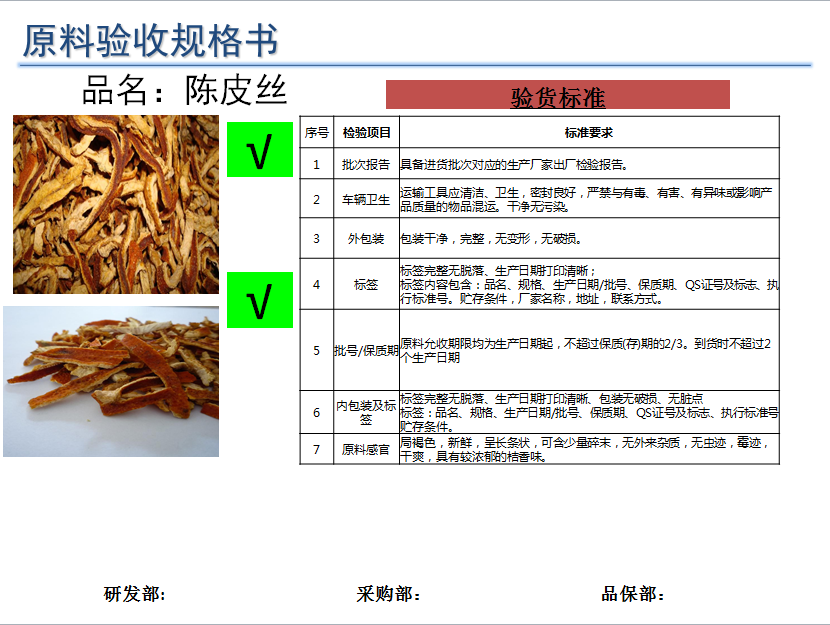 原料验收规格书
品名：陈皮丝
验货标准
√
√
序号 检验项目 标准要求
1 批次报告 具备进货批次对应的生产厂家出厂检验报告。
2 车辆卫生 运输工具应清洁、卫生，密封良好，严禁与有毒、有害、有异味或影响产
品质量的物品混运。干净无污染。
3 外包装 包装干净，完整，无变形，无破损。
4 标签 标签完整无脱落、生产日期打印清晰；
标签内容包含：品名、规格、生产日期/批号、保质期、QS证号及标志、执
行标准号。贮存条件，厂家名称，地址，联系方式。
5 批号/保质期 原料允收期限均为生产日期起，不超过保质(存)期的2/3。到货时不超过2
个生产日期
6 内包装及标
签
标签完整无脱落、生产日期打印清晰、包装无破损、无脏点
标签：品名、规格、生产日期/批号、保质期、QS证号及标志、执行标准号
贮存条件。
7 原料感官 局褐色，新鲜，呈长条状，可含少量碎末，无外来杂质，无虫迹，霉迹，
干爽，具有较浓郁的桔香味。
研发部:
采购部：
品保部：